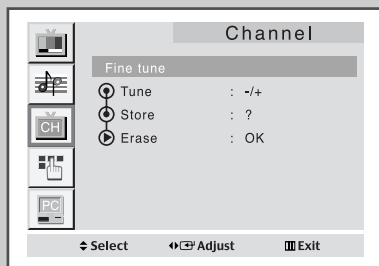 Channel
Fine tune
Tune : -/+
Store : ?
Erase : OK
CH
PC
Select Adjust Exit